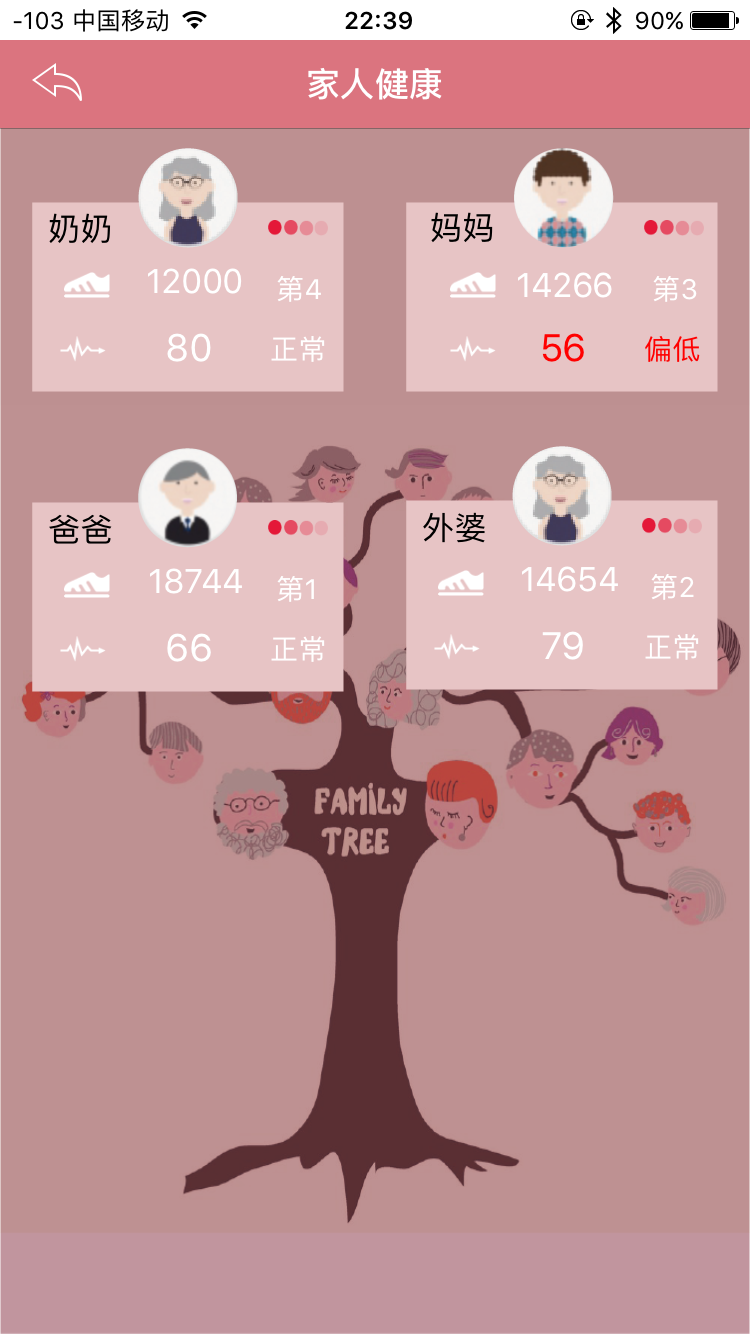 -103 中国移动 22:39 90%
家人健康
奶奶
12000 第4
80 正常
妈妈
14266 第3
56 偏低
爸爸
18744 第1
66 正常
外婆
14654 第2
79 正常
FAMiLY
TREE